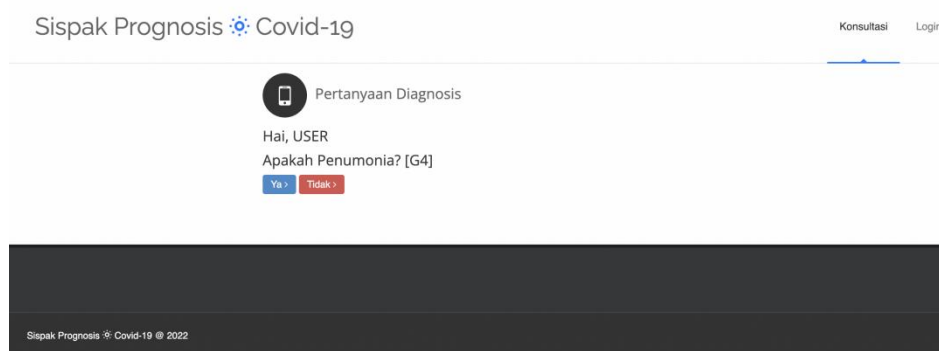 Sispak Prognosis Covid-19
Konsultasi
Login
Pertanyaan Diagnosis
Hai, USER
Apakah Penumonia? [G4]
Ya >
Tidak >
Sispak Prognosis Covid-19 @ 2022